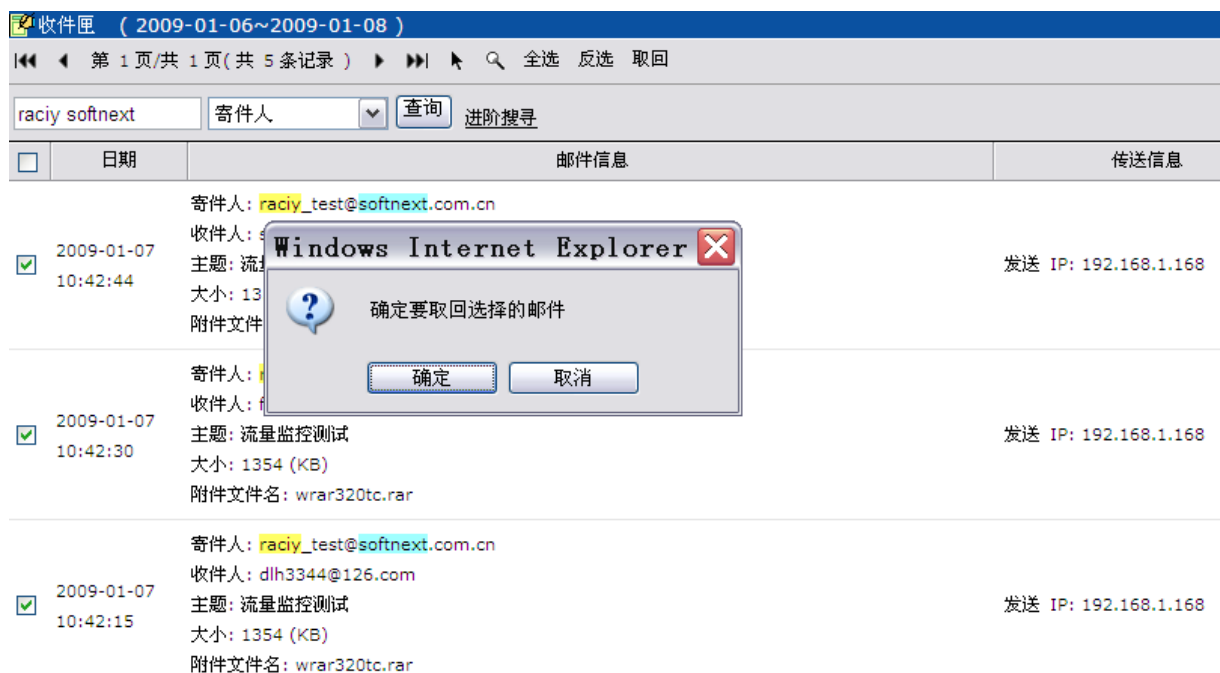 收件匣 ( 2009-01-06~2009-01-08 )
第 1 页/共 1 页( 共 5 条记录 ) 全选 反选 取回
raciy softnext 寄件人 查询 进阶搜寻
日期 邮件信息 传送信息
寄件人: raciy_test@softnext.com.cn
收件人:
Windows Internet Explorer
2009-01-07
10:42:44
主题: 流
大小: 13
附件文件
发送 IP: 192.168.1.168
确定要取回选择的邮件
确定 取消
寄件人:
收件人:
2009-01-07
10:42:30
主题: 流量监控测试
大小: 1354 (KB)
附件文件名: wrar320tc.rar
发送 IP: 192.168.1.168
寄件人: raciy_test@softnext.com.cn
收件人: dlh3344@126.com
2009-01-07
10:42:15
主题: 流量监控测试
大小: 1354 (KB)
附件文件名: wrar320tc.rar
发送 IP: 192.168.1.168